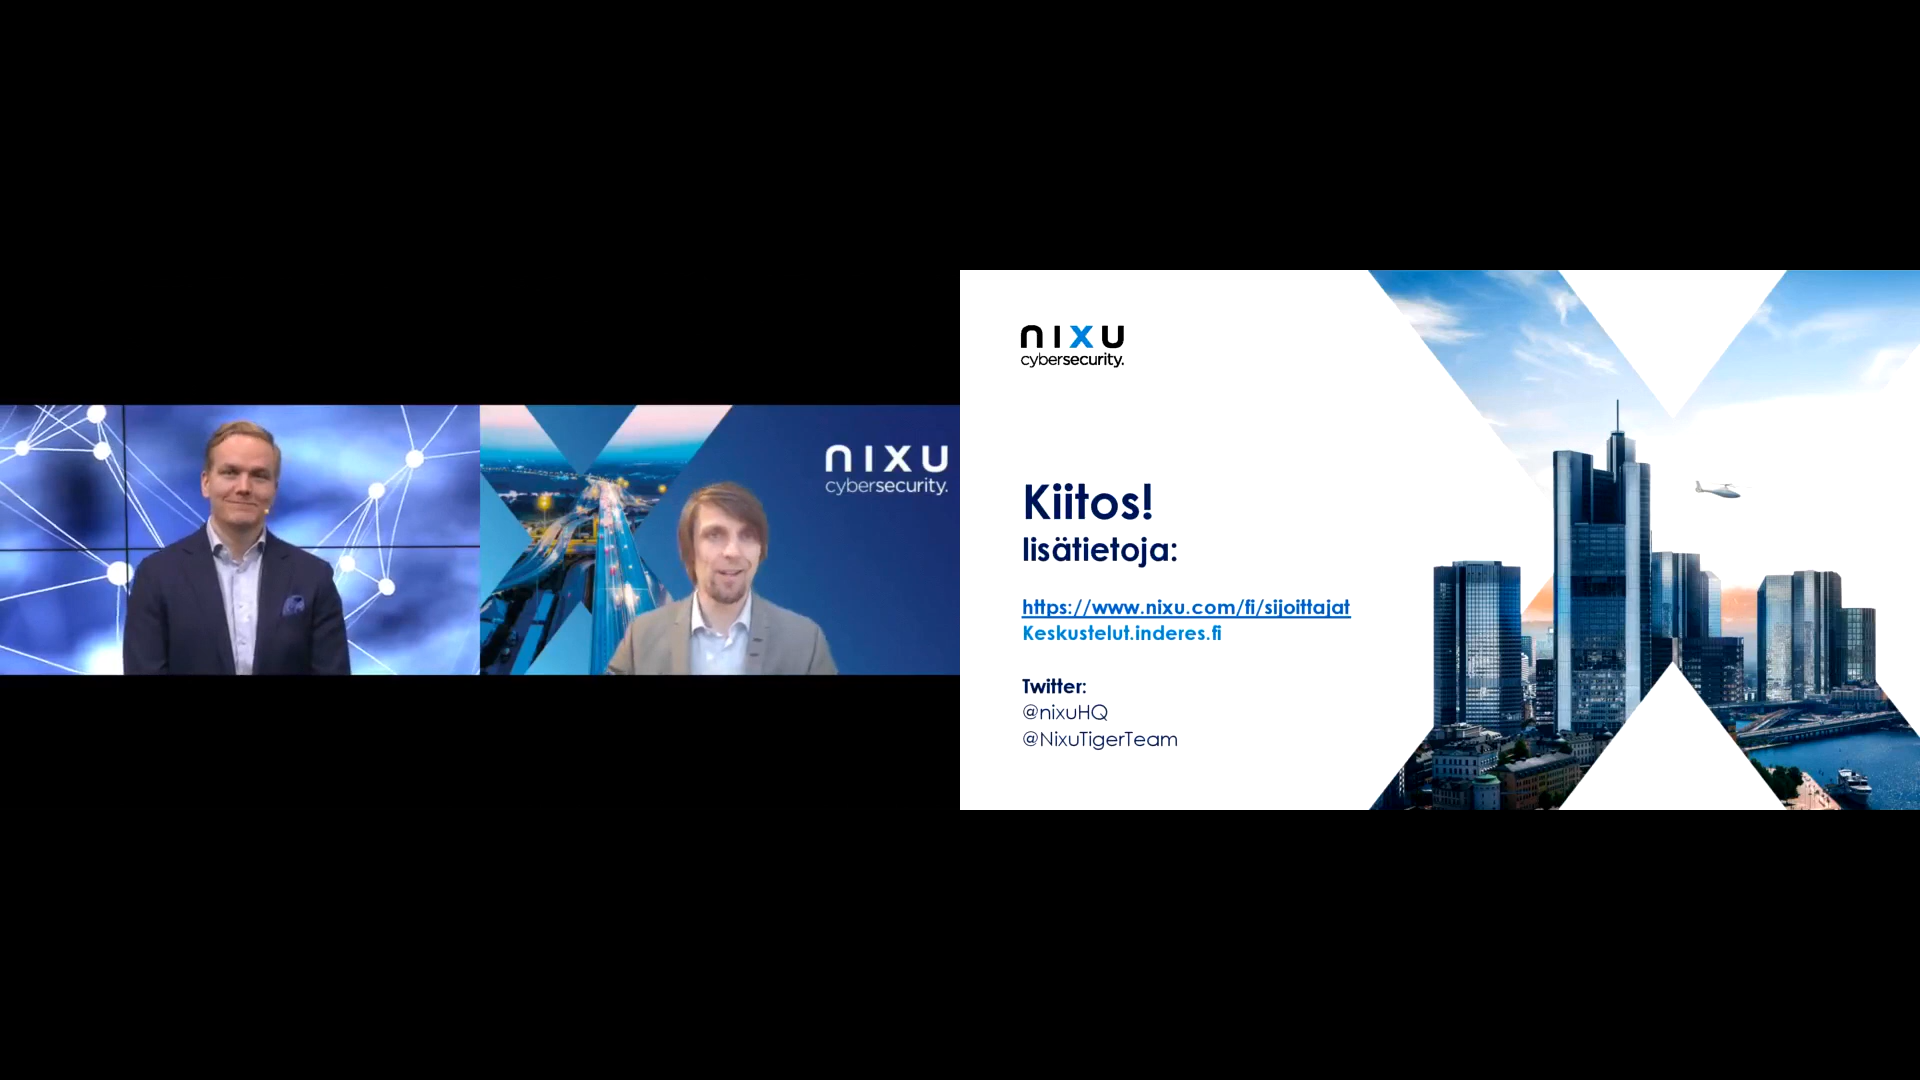 nixu
cybersecurity.
nixu
cybersecurity.
Kiitos!
lisätietoja:
https://www.nixu.com/fi/sijoittajat
Keskustelut.inderes.fi
Twitter:
@nixuHQ
@NixuTigerTeam